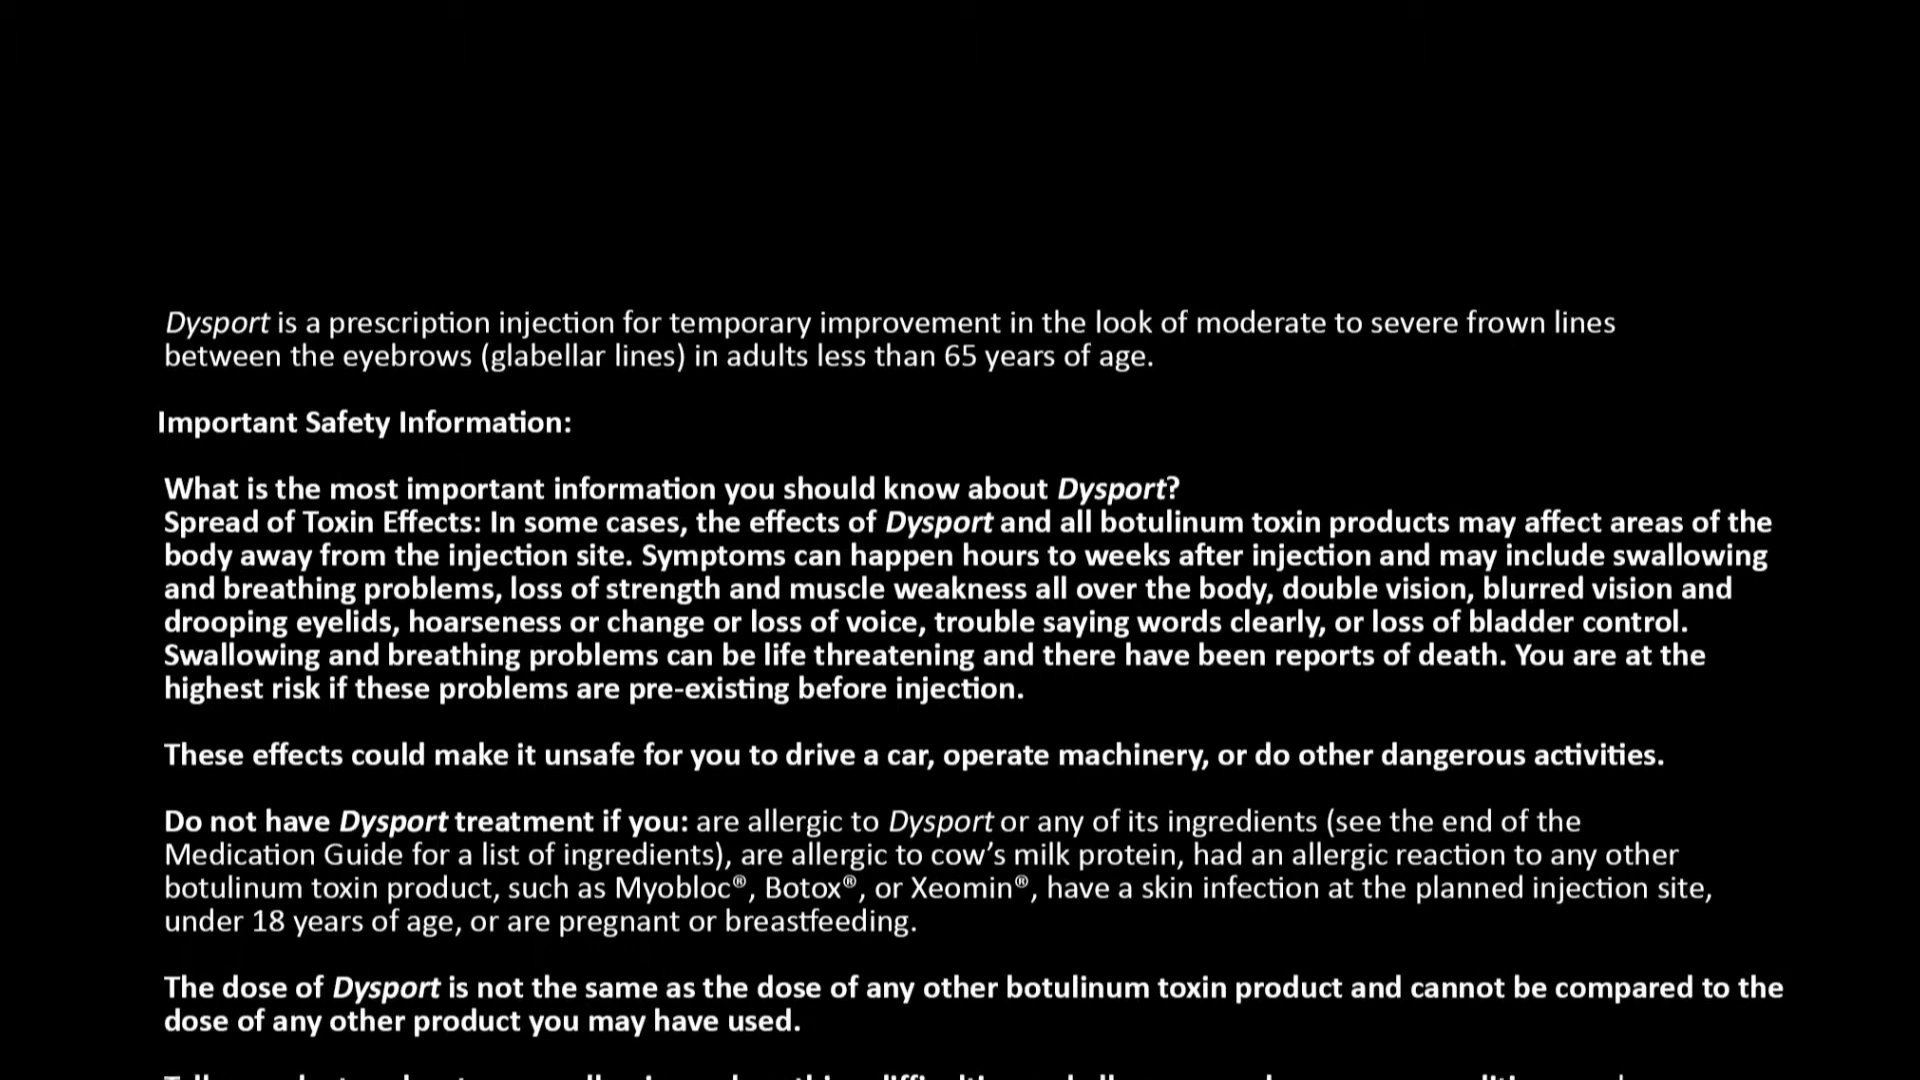 Dysport is a prescription injection for temporary improvement in the look of moderate to severe frown lines
between the eyebrows (glabellar lines) in adults less than 65 years of age.
Important Safety Information:
What is the most important information you should know about Dysport?
Spread of Toxin Effects: In some cases, the effects of Dysport and all botulinum toxin products may affect areas of the
body away from the injection site. Symptoms can happen hours to weeks after injection and may include swallowing
and breathing problems, loss of strength and muscle weakness all over the body, double vision, blurred vision and
drooping eyelids, hoarseness or change or loss of voice, trouble saying words clearly, or loss of bladder control.
Swallowing and breathing problems can be life threatening and there have been reports of death. You are at the
highest risk if these problems are pre-existing before injection.
These effects could make it unsafe for you to drive a car, operate machinery, or do other dangerous activities.
Do not have Dysport treatment if you: are allergic to Dysport or any of its ingredients (see the end of the
Medication Guide for a list of ingredients), are allergic to cow’s milk protein, had an allergic reaction to any other
botulinum toxin product, such as Myobloc®, Botox®, or Xeomin®, have a skin infection at the planned injection site,
under 18 years of age, or are pregnant or breastfeeding.
The dose of Dysport is not the same as the dose of any other botulinum toxin product and cannot be compared to the
dose of any other product you may have used.